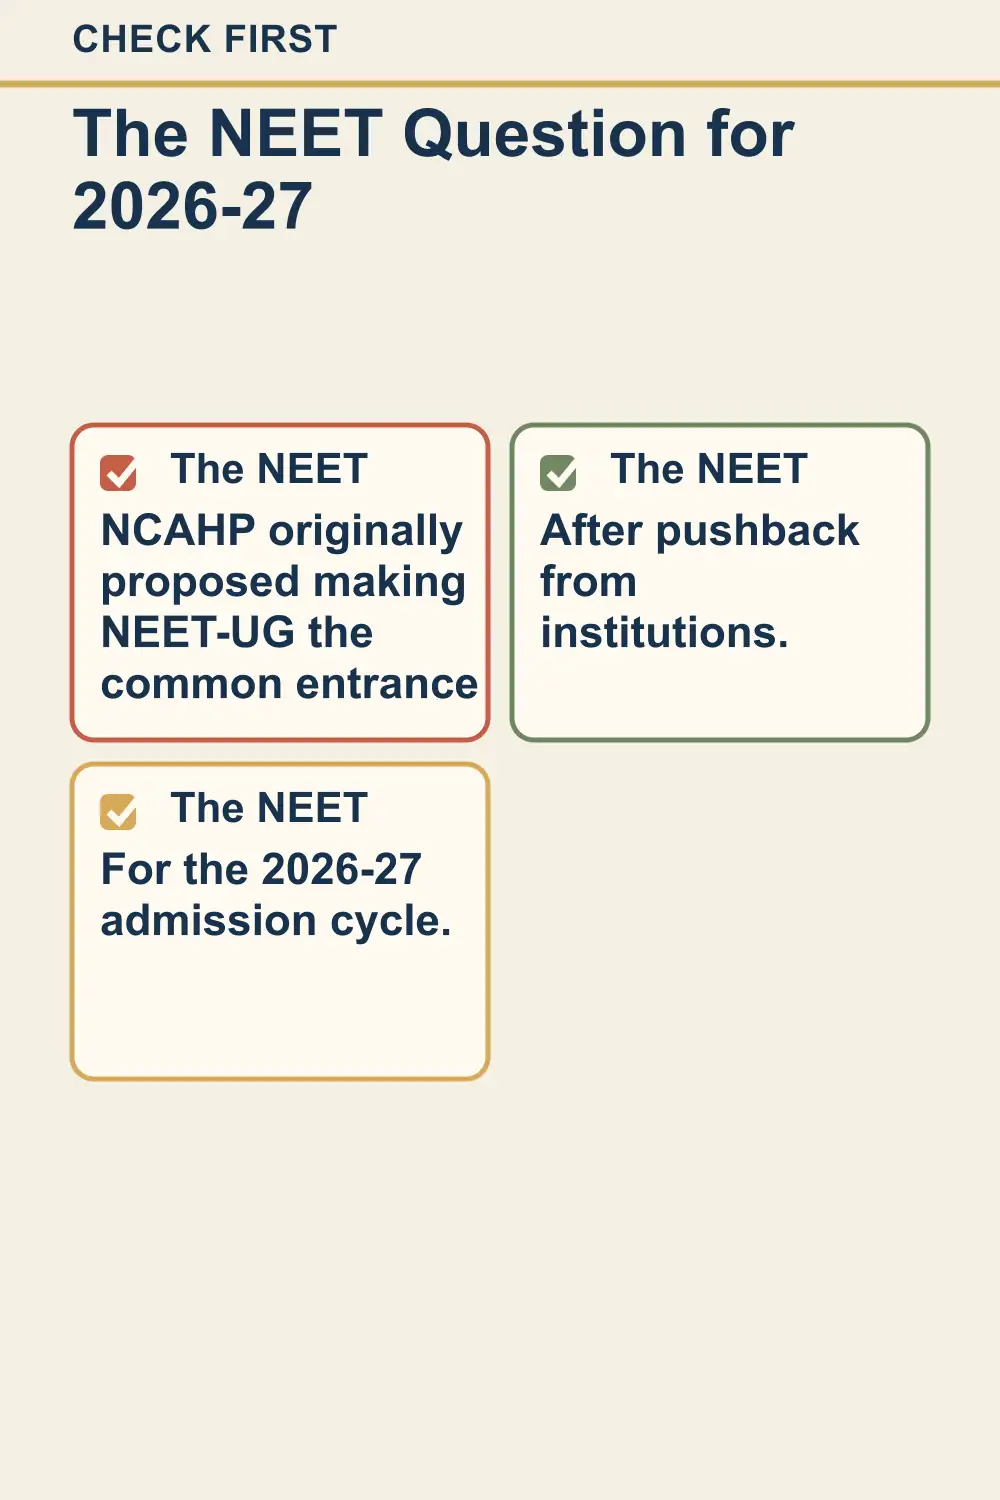 CHECK FIRST
The NEET Question for
2026-27
The NEET
NCAHP originally
proposed making
NEET-UG the
common entrance
The NEET
After pushback
from
institutions.
The NEET
For the 2026-27
admission cycle.